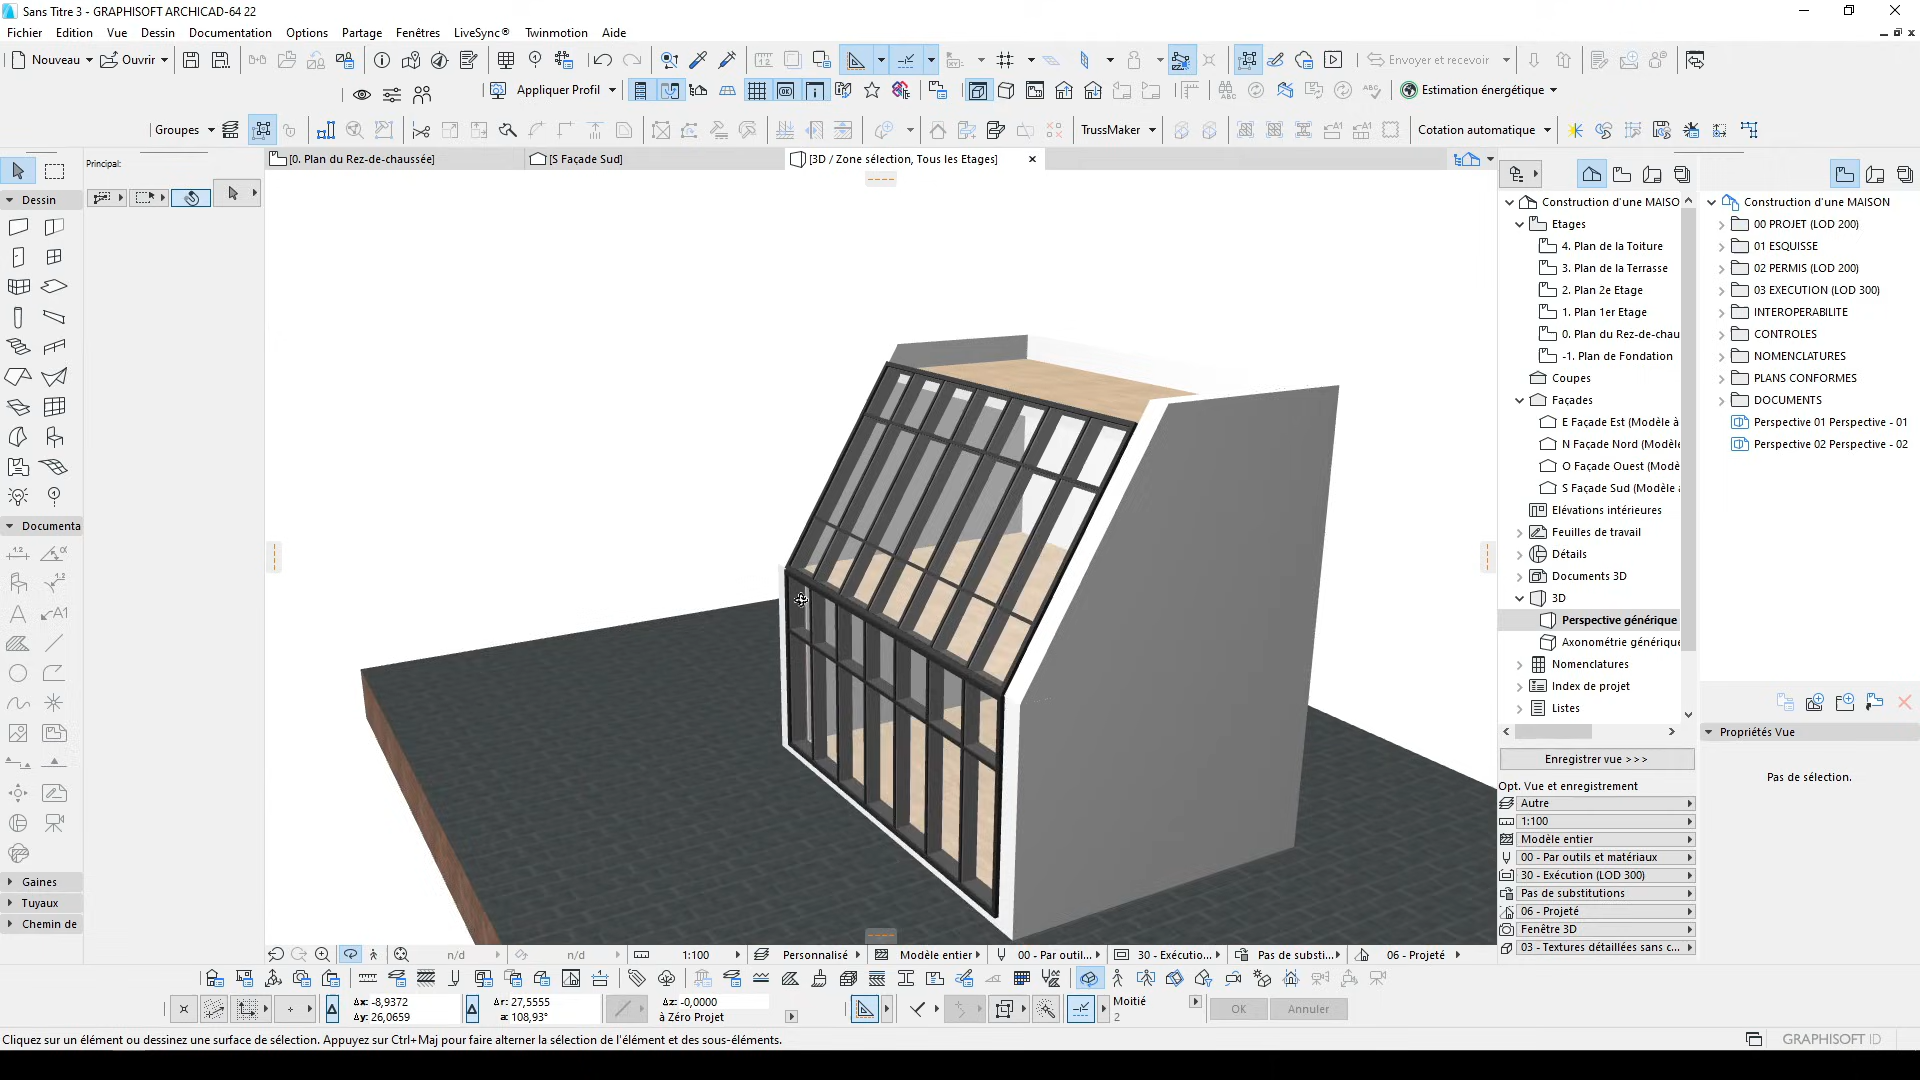 Sans Titre 3 - GRAPHISOFT ARCHICAD-64 22
Fichier Edition Vue Dessin Documentation Options Partage Fenêtres LiveSync® Twinmotion Aide
Nouveau Ouvrir Envoyer et recevoir
Appliquer Profil Estimation énergétique
Groupes TrussMaker Cotation automatique
Principal:
[0. Plan du Rez-de-chaussée] [S Façade Sud] [3D / Zone sélection, Tous les Etages]
Dessin
Documenta
Gaines
Tuyaux
Chemin de
Construction d'une MAISO
Etages
4. Plan de la Toiture
3. Plan de la Terrasse
2. Plan 2e Etage
1. Plan 1er Etage
0. Plan du Rez-de-chau
-1. Plan de Fondation
Coupes
Façades
E Façade Est (Modèle à
N Façade Nord (Modèle
O Façade Ouest (Modè
S Façade Sud (Modèle
Elévations intérieures
Feuilles de travail
Détails
Documents 3D
3D
Perspective générique
Axonométrie générique
Nomenclatures
Index de projet
Listes
Enregistrer vue >>>
Opt. Vue et enregistrement
Autre
1:100
Modèle entier
00 - Par outils et matériaux
30 - Exécution (LOD 300)
Pas de substitutions
06 - Projeté
Fenêtre 3D
03 - Textures détaillées sans c...
Construction d'une MAISON
00 PROJET (LOD 200)
01 ESQUISSE
02 PERMIS (LOD 200)
03 EXECUTION (LOD 300)
INTEROPERABILITE
CONTROLES
NOMENCLATURES
PLANS CONFORMES
DOCUMENTS
Perspective 01 Perspective - 01
Perspective 02 Perspective - 02
Propriétés Vue
Pas de sélection.
n/d n/d 1:100 Personnalisé Modèle entier 00 - Par outil... 30 - Exécutio... Pas de substi... 06 - Projeté
Δx: -8,9372 Δr: 27,5555 Δz: -0,0000 Moitié
Δy: 26,0659 a: 108,93° à Zéro Projet 2 OK Annuler
Cliquez sur un élément ou dessinez une surface de sélection. Appuyez sur Ctrl+Maj pour faire alterner la sélection de l'élément et des sous-éléments.
GRAPHISOFT ID